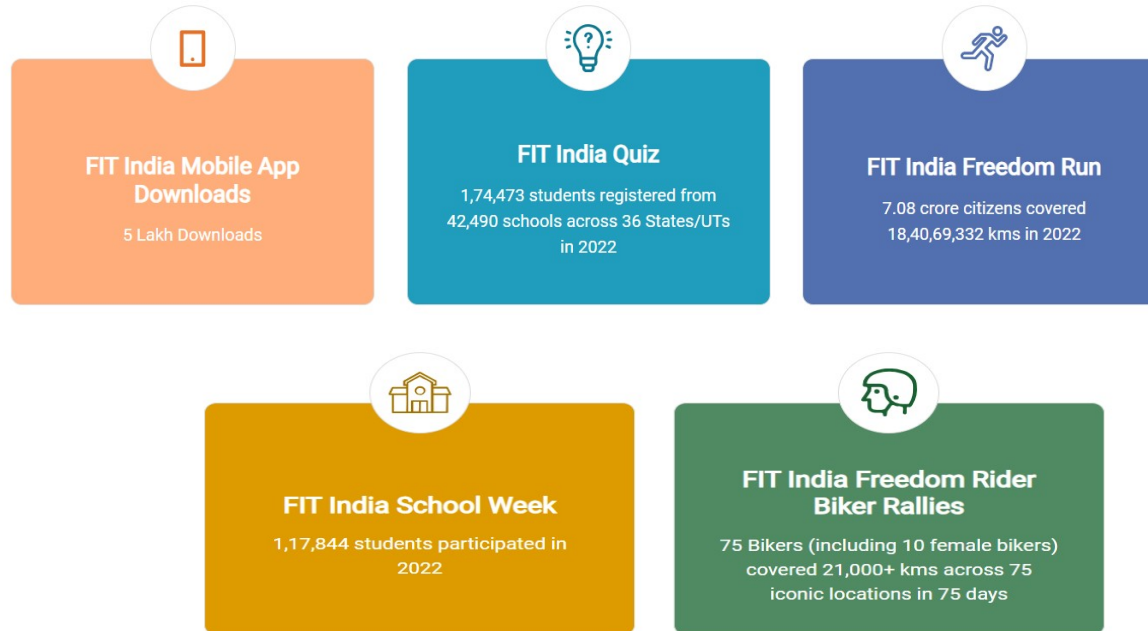 FIT India Mobile App
Downloads
5 Lakh Downloads
FIT India Quiz
1,74,473 students registered from
42,490 schools across 36 States/UTs
in 2022
FIT India Freedom Run
7.08 crore citizens covered
18,40,69,332 kms in 2022
FIT India School Week
1,17,844 students participated in
2022
FIT India Freedom Rider
Biker Rallies
75 Bikers (including 10 female bikers)
covered 21,000+ kms across 75
iconic locations in 75 days